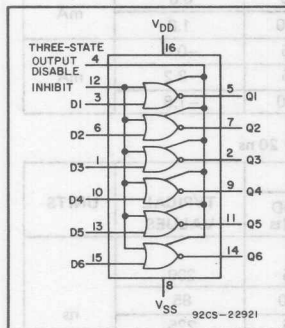 VDD
16
THREE-STATE
OUTPUT 4
DISABLE
INHIBIT 12
D1 3
5 Q1
D2 6
7 Q2
D3 1
2 Q3
D4 10
9 Q4
D5 13
11 Q5
D6 15
14 Q6
8
VSS
92CS-22921